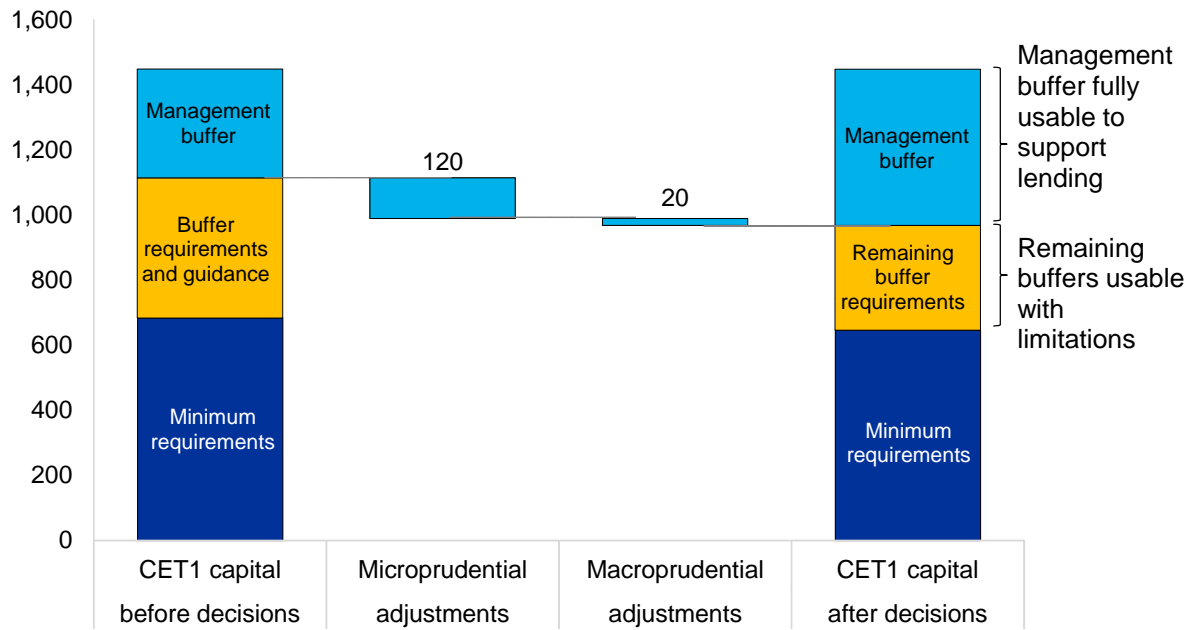 1,600
1,400
1,200
1,000
800
600
400
200
0
Management
buffer
Buffer
requirements
and guidance
Minimum
requirements
120
20
Management
buffer
Remaining
buffer
requirements
Minimum
requirements
Management
buffer fully
usable to
support
lending
Remaining
buffers usable
with
limitations
CET1 capital
before decisions
Microprudential
adjustments
Macroprudential
adjustments
CET1 capital
after decisions